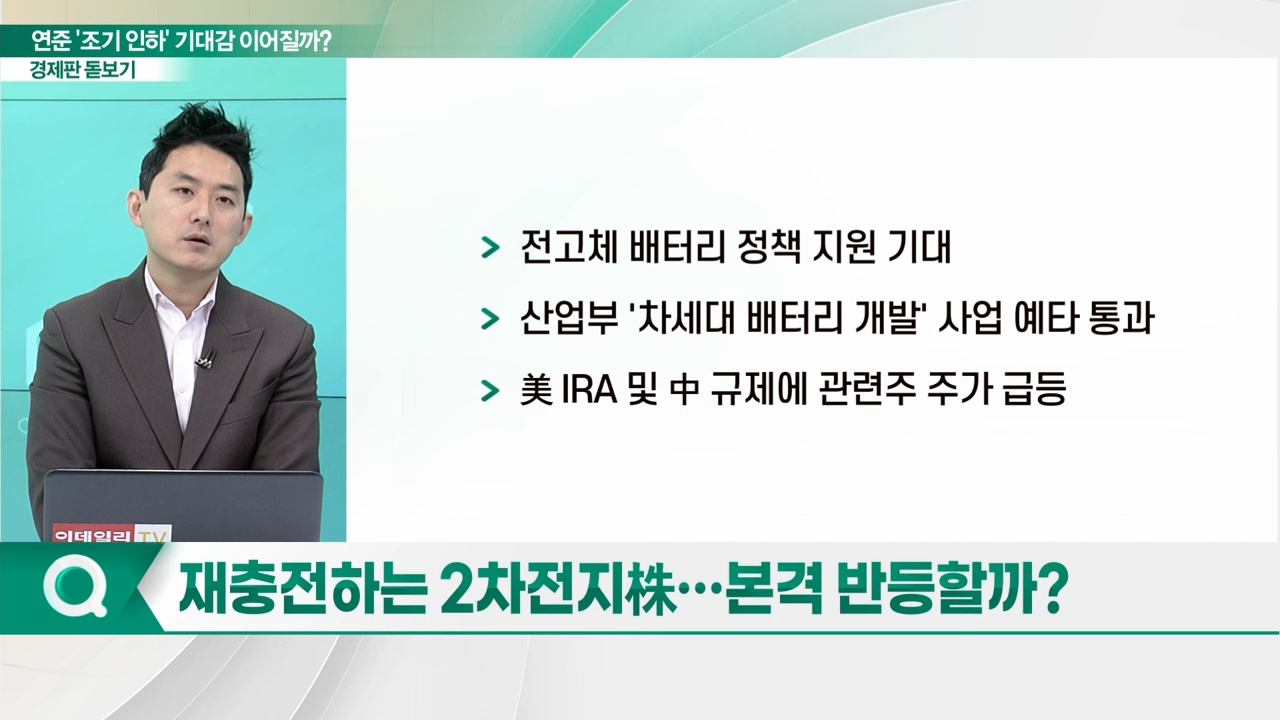 연준 '조기 인하' 기대감 이어질까?
경제판 돋보기
> 전고체 배터리 정책 지원 기대
> 산업부 '차세대 배터리 개발' 사업 예타 통과
> 美 IRA 및 中 규제에 관련주 주가 급등
이데일리 TV
재충전하는 2차전지株…본격 반등할까?